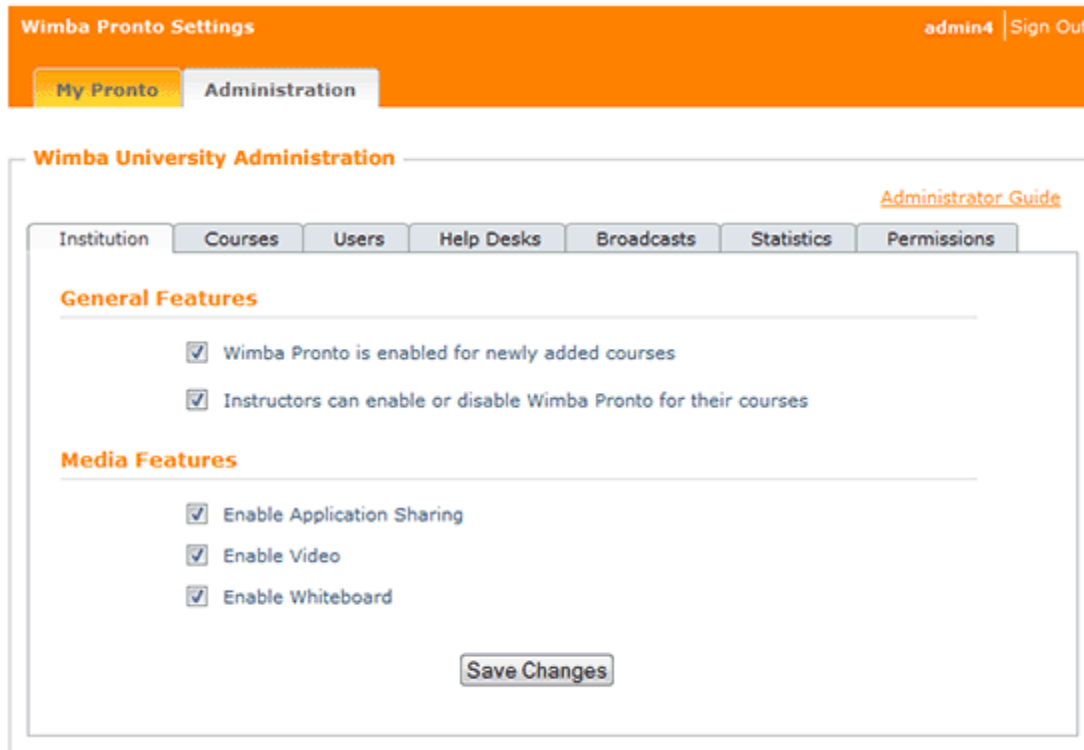 Wimba Pronto Settings
admin4 Sign Out
My Pronto Administration
Wimba University Administration
Administrator Guide
Institution Courses Users Help Desks Broadcasts Statistics Permissions
General Features
Wimba Pronto is enabled for newly added courses
Instructors can enable or disable Wimba Pronto for their courses
Media Features
Enable Application Sharing
Enable Video
Enable Whiteboard
Save Changes